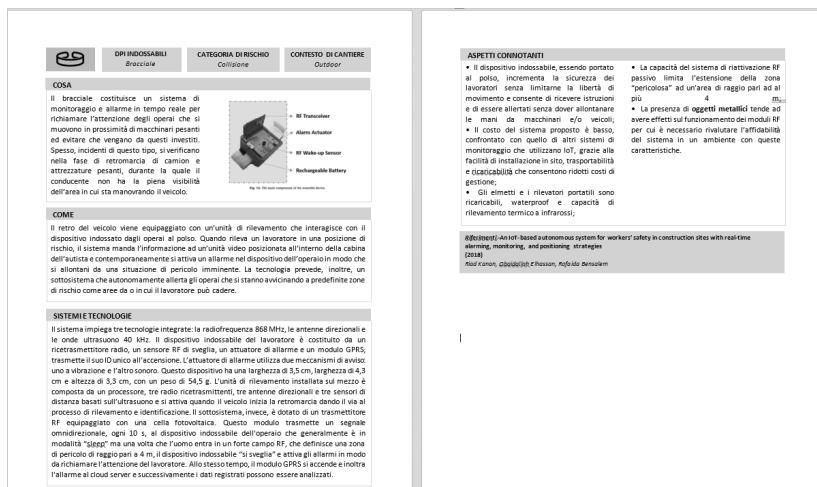 DPI INDOSSABILI
Bracciale
CATEGORIA DI RISCHIO
Collisione
CONTESTO DI CANTIERE
Outdoor
COSA
Il bracciale costituisce un sistema di
monitoraggio e allarme in tempo reale per
richiamare l'attenzione degli operai che si
muovono in prossimità di macchinari pesanti
ed evitare che vengano da questi investiti.
Spesso, incidenti di questo tipo, si verificano
nella fase di retromarcia di camion e
attrezzature pesanti, durante la quale il
conducente non ha la piena visibilità
dell'area in cui sta manovrando il veicolo.
RF Transceiver
Alarm Actuator
RF Wake-up Sensor
Rechargeable Battery
Fig. 10. The main component of the wearable device.
COME
Il retro del veicolo viene equipaggiato con un'unità di rilevamento che interagisce con il
dispositivo indossato dagli operai al polso. Quando rileva un lavoratore in una posizione di
rischio, il sistema manda l'informazione ad un'unità video posizionata all'interno della cabina
dell'autista e contemporaneamente si attiva un allarme nel dispositivo dell'operaio in modo che
si allontani da una situazione di pericolo imminente. La tecnologia prevede, inoltre, un
sottosistema che autonomamente allerta gli operai che si stanno avvicinando a predefinite zone
di rischio come aree da o in cui il lavoratore può cadere.
SISTEMI E TECNOLOGIE
Il sistema impiega tre tecnologie integrate: la radiofrequenza 868 MHz, le antenne direzionali e
le onde ultrasuono 40 kHz. Il dispositivo indossabile del lavoratore è costituito da un
ricetrasmettitore radio, un sensore RF di sveglia, un attuatore di allarme e un modulo GPRS;
trasmette il suo ID unico all'accensione. L'attuatore di allarme utilizza due meccanismi di avviso:
uno a vibrazione e l'altro sonoro. Questo dispositivo ha una larghezza di 3,5 cm, larghezza di 4,3
cm e altezza di 3,3 cm, con un peso di 54,5 g. L'unità di rilevamento installata sul mezzo è
composta da un processore, tre radio ricetrasmittenti, tre antenne direzionali e tre sensori di
distanza basati sull'ultrasuono e si attiva quando il veicolo inizia la retromarcia dando il via al
processo di rilevamento e identificazione. Il sottosistema, invece, è dotato di un trasmettitore
RF equipaggiato con una cella fotovoltaica. Questo modulo trasmette un segnale
omnidirezionale, ogni 10 s, al dispositivo indossabile dell'operaio che generalmente è in
modalità “sleep” ma una volta che l'uomo entra in un forte campo RF, che definisce una zona
di pericolo di raggio pari a 4 m, il dispositivo indossabile “si sveglia” e attiva gli allarmi in modo
da richiamare l'attenzione del lavoratore. Allo stesso tempo, il modulo GPRS si accende e inoltra
l'allarme al cloud server e successivamente i dati registrati possono essere analizzati.
ASPETTI CONNOTANTI
• Il dispositivo indossabile, essendo portato
al polso, incrementa la sicurezza dei
lavoratori senza limitarne la libertà di
movimento e consente di ricevere istruzioni
e di essere allertati senza dover allontanare
le mani da macchinari e/o veicoli;
• Il costo del sistema proposto è basso,
confrontato con quello di altri sistemi di
monitoraggio che utilizzano IoT, grazie alla
facilità di installazione in sito, trasportabilità
e ricaricabilità che consentono ridotti costi di
gestione;
• Gli elmetti e i rilevatori portatili sono
ricaricabili, waterproof e capacità di
rilevamento termico a infrarossi;
• La capacità del sistema di riattivazione RF
passivo limita l'estensione della zona
“pericolosa” ad un'area di raggio pari ad al
più 4 m;
• La presenza di oggetti metallici tende ad
avere effetti sul funzionamento dei moduli RF
per cui è necessario rivalutare l'affidabilità
del sistema in un ambiente con queste
caratteristiche.
Riferimenti-An IoT- based autonomous system for workers' safety in construction sites with real-time
alarming, monitoring, and positioning strategies
(2018)
Riad Kanan, Obaidallah Elhassan, Rofaida Bensalem